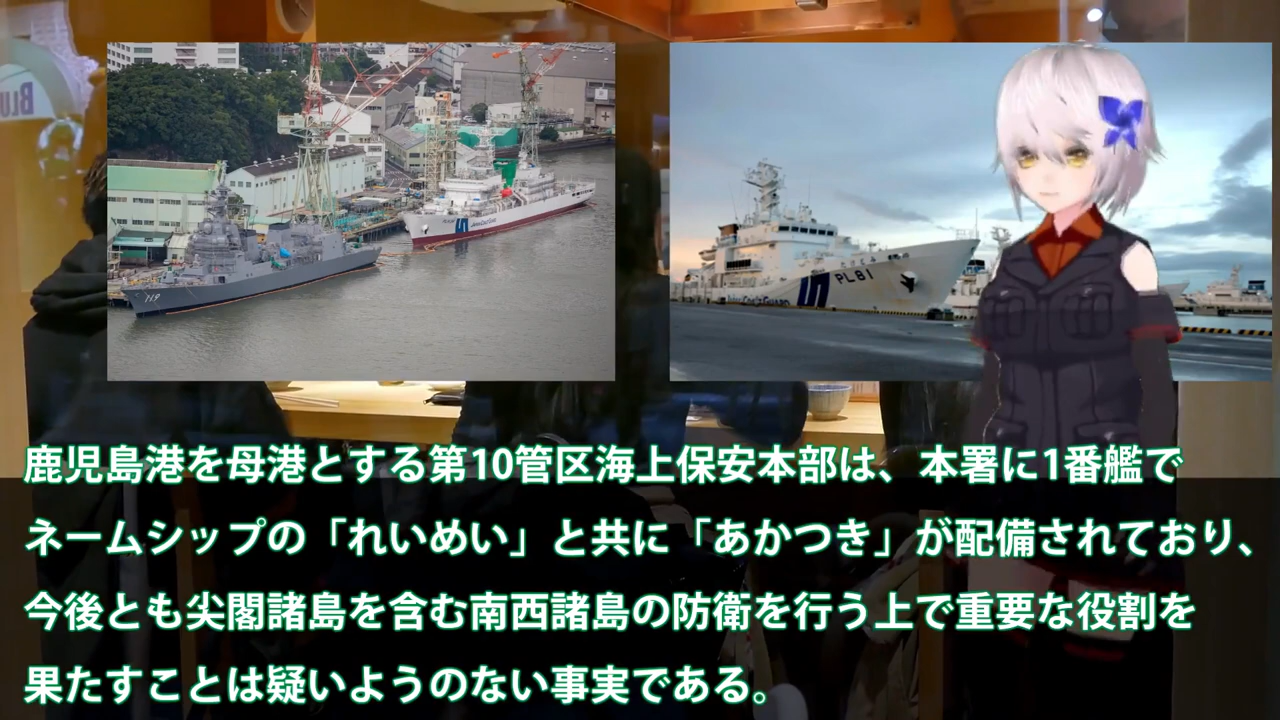 BLU
119
PL81
鹿児島港を母港とする第10管区海上保安本部は、本署に1番艦で
ネームシップの「れいめい」と共に「あかつき」が配備されており、
今後とも尖閣諸島を含む南西諸島の防衛を行う上で重要な役割を
果たすことは疑いようのない事実である。